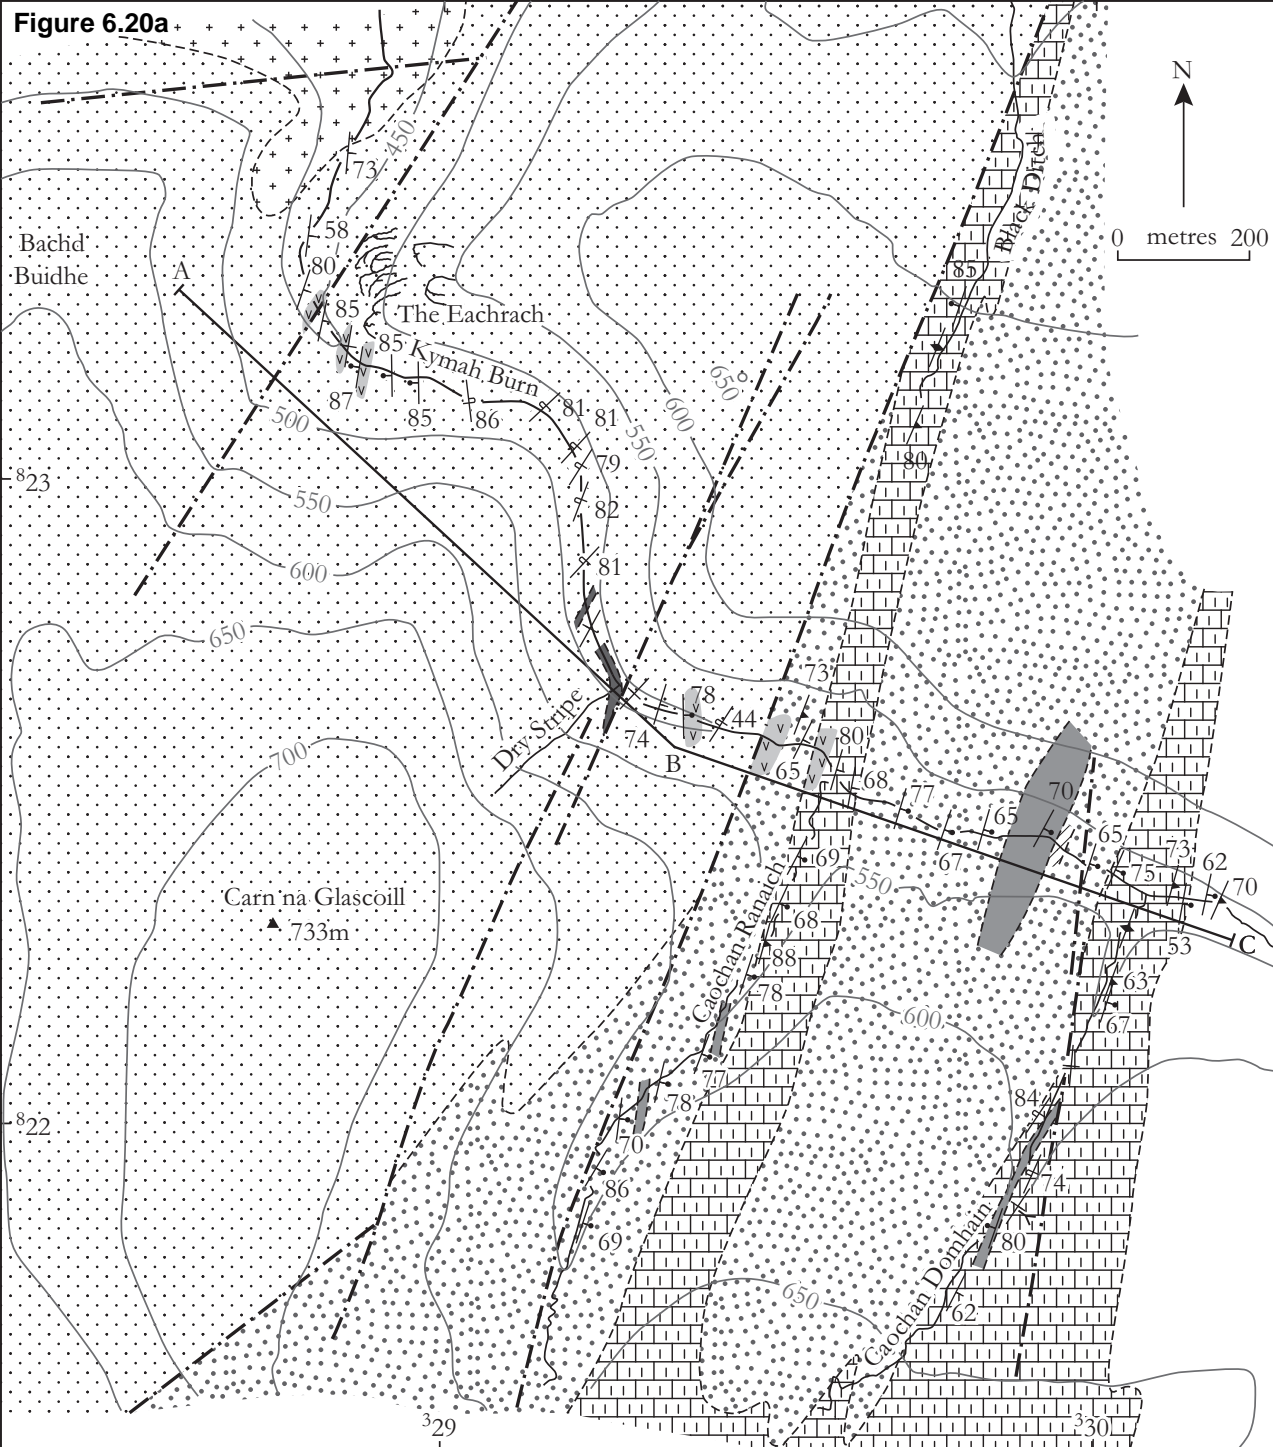 Figure 6.20a
N
0 metres 200
450
73
58
80
85
85
87
85
86
Bachd
Buidhe
A
The Eachrach
Kymah Burn
Black Ditch
85
80
81
81
79
82
81
500
550
600
650
700
650
600
550
⁸23
Dry Stripe
74
B
78
44
73
65
80
68
77
67
65
70
65
75
73
62
70
53
C
63
67
Carn na Glascoill
733m
Caochan Ranaich
69
68
88
78
77
78
70
86
69
550
600
650
⁸22
84
74
80
62
Caochan Domhain
³29
³30
v
v
v
v
v
v
v
v
v
v
v
v